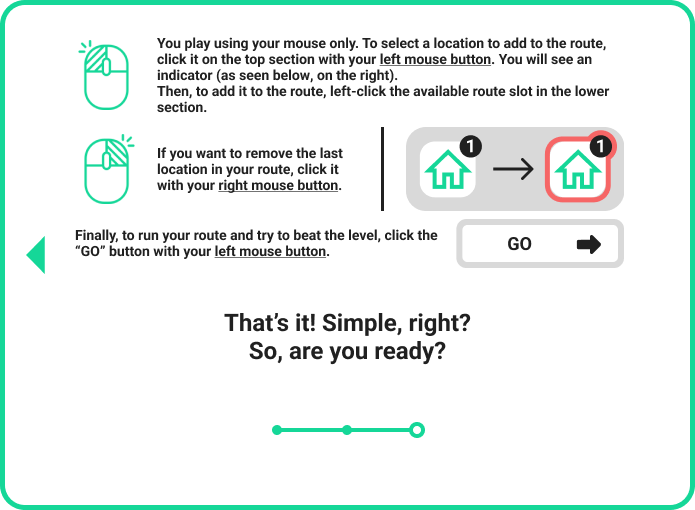 You play using your mouse only. To select a location to add to the route,
click it on the top section with your left mouse button. You will see an
indicator (as seen below, on the right).
Then, to add it to the route, left-click the available route slot in the lower
section.
If you want to remove the last
location in your route, click it
with your right mouse button.
1
1
Finally, to run your route and try to beat the level, click the
“GO” button with your left mouse button.
GO
That’s it! Simple, right?
So, are you ready?